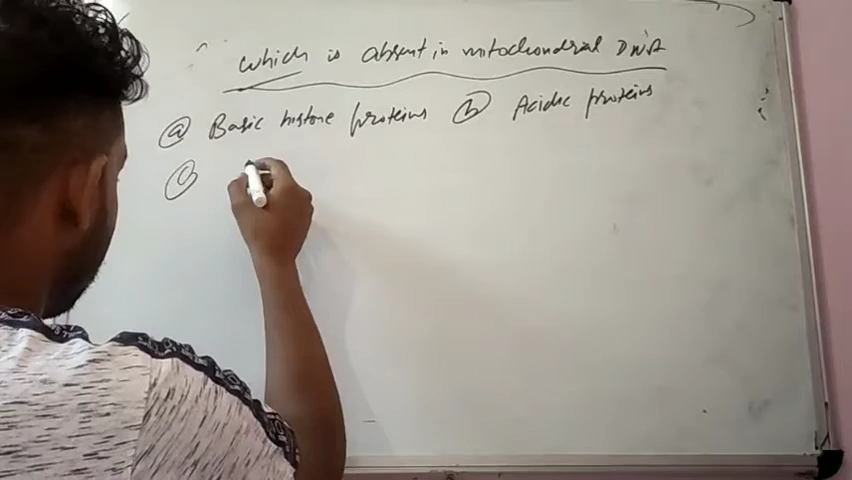 Which is absent in mitochondrial DNA
(a) Basic histone proteins (b) Acidic proteins
(c)